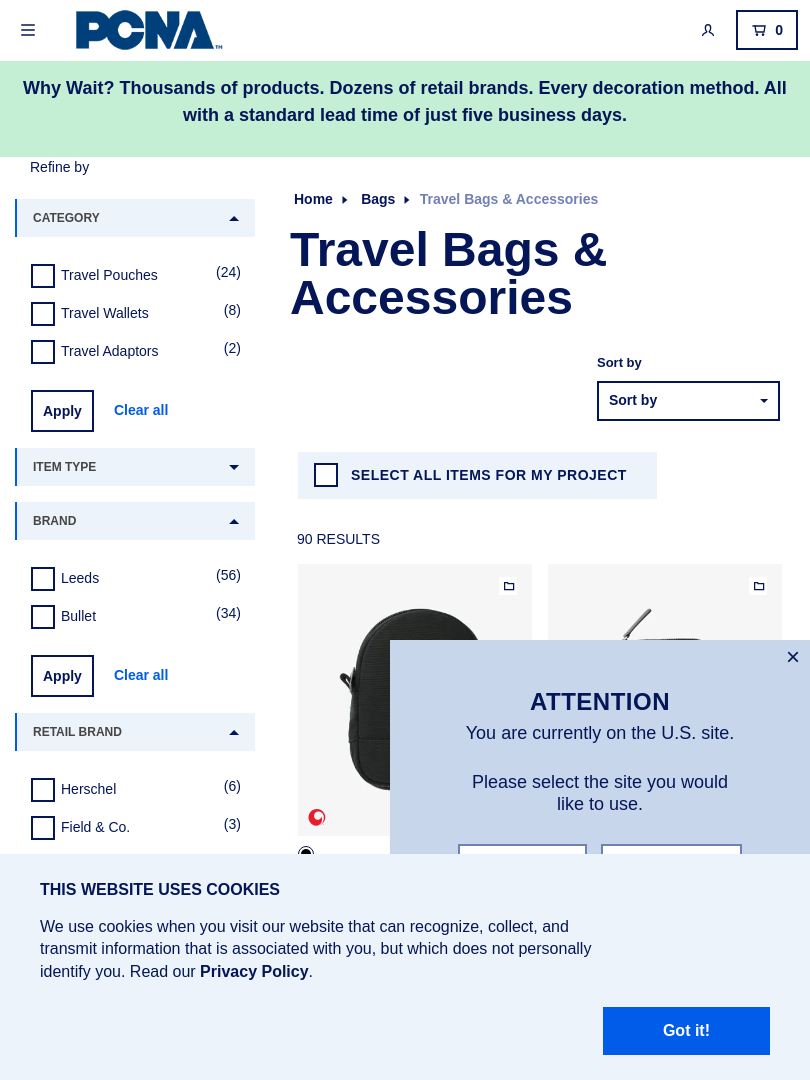 PCNA™
0
Why Wait? Thousands of products. Dozens of retail brands. Every decoration method. All
with a standard lead time of just five business days.
Refine by
CATEGORY
Travel Pouches (24)
Travel Wallets (8)
Travel Adaptors (2)
Apply Clear all
ITEM TYPE
BRAND
Leeds (56)
Bullet (34)
Apply Clear all
RETAIL BRAND
Herschel (6)
Field & Co. (3)
Home Bags Travel Bags & Accessories
Travel Bags &
Accessories
Sort by
Sort by
SELECT ALL ITEMS FOR MY PROJECT
90 RESULTS
ATTENTION
You are currently on the U.S. site.
Please select the site you would
like to use.
THIS WEBSITE USES COOKIES
We use cookies when you visit our website that can recognize, collect, and
transmit information that is associated with you, but which does not personally
identify you. Read our Privacy Policy.
Got it!